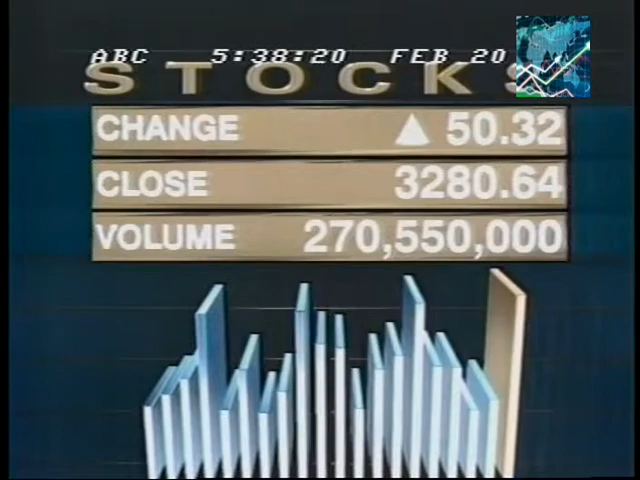 ABC 5:38:20 FEB 20
STOCKS
CHANGE ▲ 50.32
CLOSE 3280.64
VOLUME 270,550,000